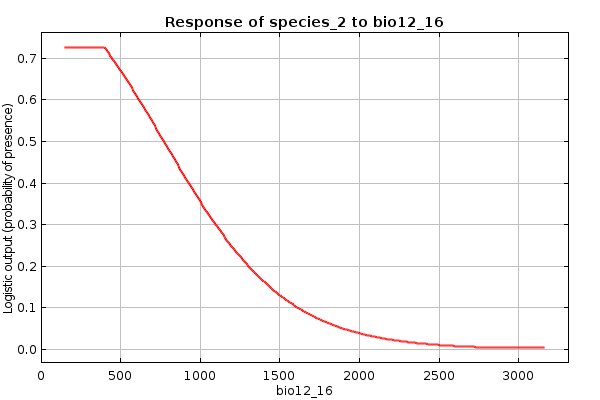 Response of species_2 to bio12_16
Logistic output (probability of presence)
0.7
0.6
0.5
0.4
0.3
0.2
0.1
0.0
0 500 1000 1500 2000 2500 3000
bio12_16